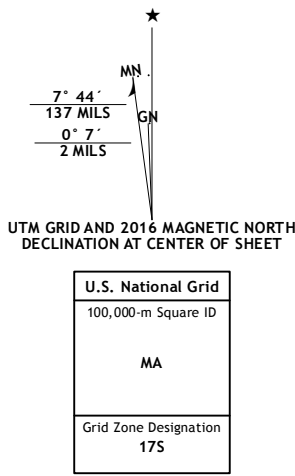 ★
MN
GN
7° 44´
137 MILS
0° 7´
2 MILS
UTM GRID AND 2016 MAGNETIC NORTH
DECLINATION AT CENTER OF SHEET
U.S. National Grid
100,000-m Square ID
MA
Grid Zone Designation
17S